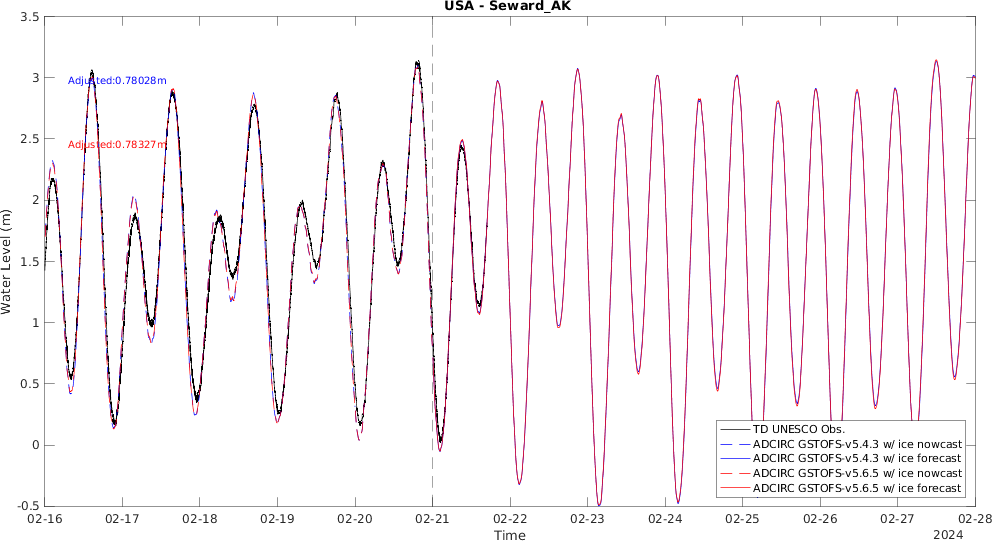 USA - Seward_AK
3.5
3
2.5
2
1.5
1
0.5
0
-0.5
Water Level (m)
Adjusted:0.78028m
Adjusted:0.78327m
TD UNESCO Obs.
ADCIRC GSTOFS-v5.4.3 w/ ice nowcast
ADCIRC GSTOFS-v5.4.3 w/ ice forecast
ADCIRC GSTOFS-v5.6.5 w/ ice nowcast
ADCIRC GSTOFS-v5.6.5 w/ ice forecast
02-16 02-17 02-18 02-19 02-20 02-21 02-22 02-23 02-24 02-25 02-26 02-27 02-28
Time
2024